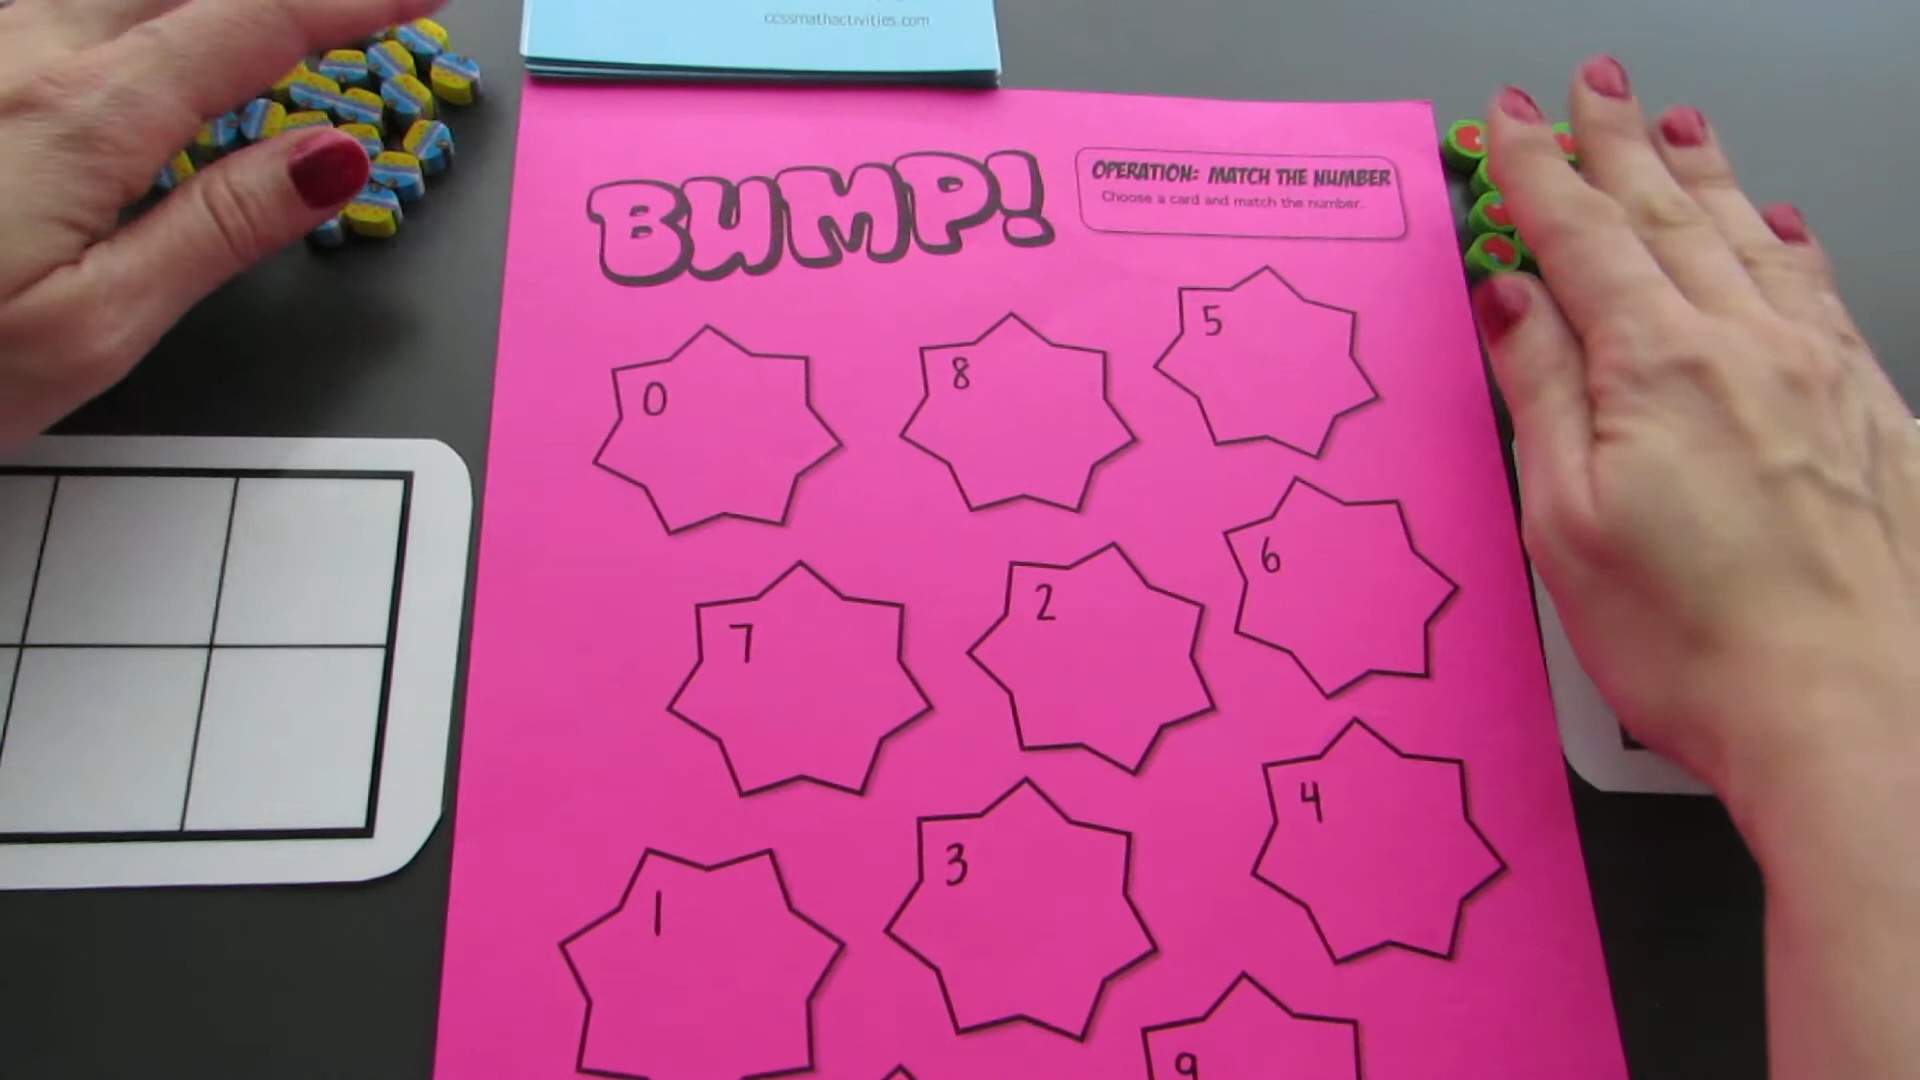 ccssmathactivities.com
BUMP!
OPERATION: MATCH THE NUMBER
Choose a card and match the number.
0
8
5
7
2
6
1
3
4
9